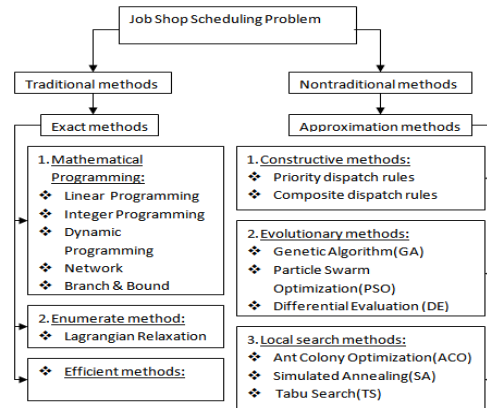 Job Shop Scheduling Problem
Traditional methods
Nontraditional methods
Exact methods
Approximation methods
1. Mathematical
Programming:
❖ Linear Programming
❖ Integer Programming
❖ Dynamic
Programming
❖ Network
❖ Branch & Bound
2. Enumerate method:
❖ Lagrangian Relaxation
❖ Efficient methods:
1. Constructive methods:
❖ Priority dispatch rules
❖ Composite dispatch rules
2. Evolutionary methods:
❖ Genetic Algorithm(GA)
❖ Particle Swarm
Optimization(PSO)
❖ Differential Evaluation (DE)
3. Local search methods:
❖ Ant Colony Optimization(ACO)
❖ Simulated Annealing(SA)
❖ Tabu Search(TS)